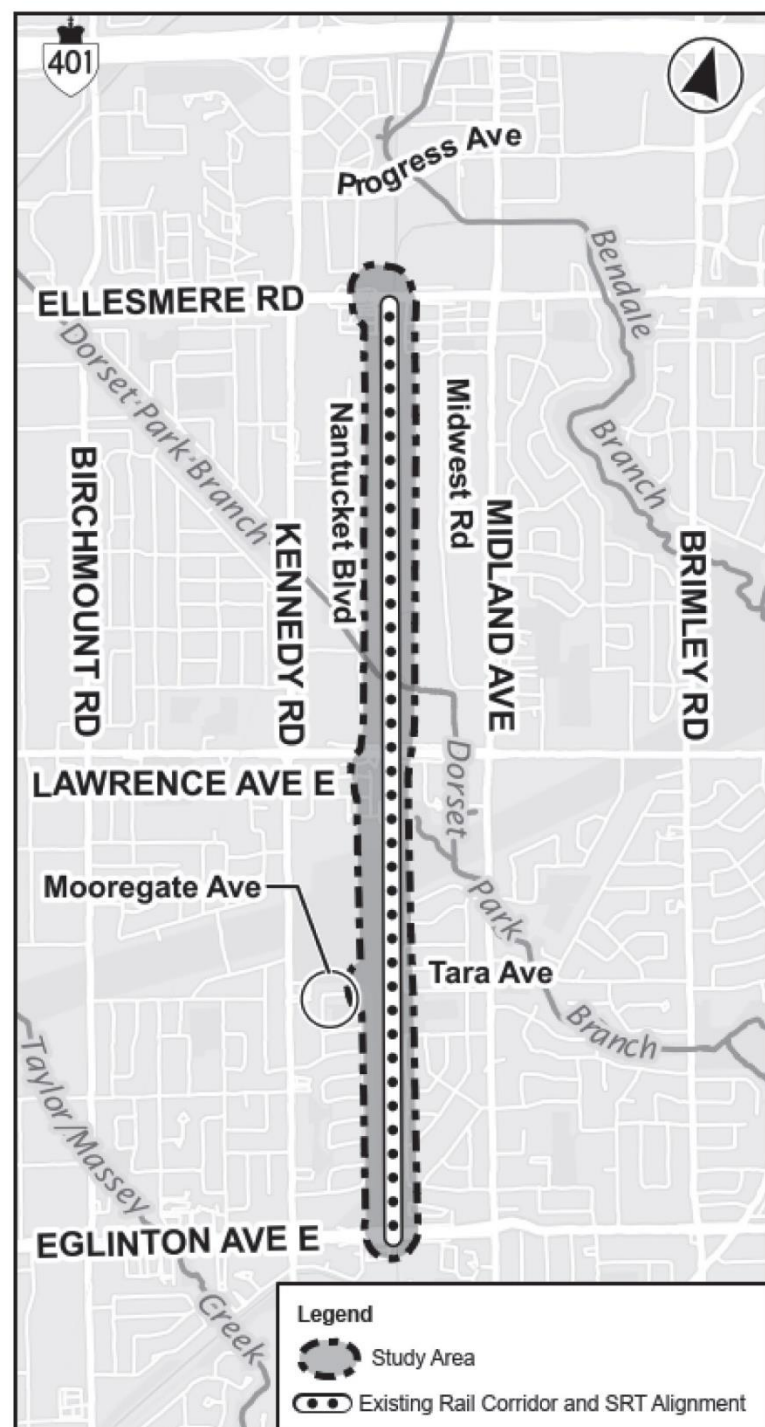 401
Progress Ave
Bendale
Branch
ELLESMERE RD
Dorset Park Branch
Nantucket Blvd
Midwest Rd
BIRCHMOUNT RD
KENNEDY RD
MIDLAND AVE
BRIMLEY RD
LAWRENCE AVE E
Dorset
Park
Branch
Mooregate Ave
Tara Ave
Taylor/Massey
Creek
EGLINTON AVE E
Legend
Study Area
Existing Rail Corridor and SRT Alignment